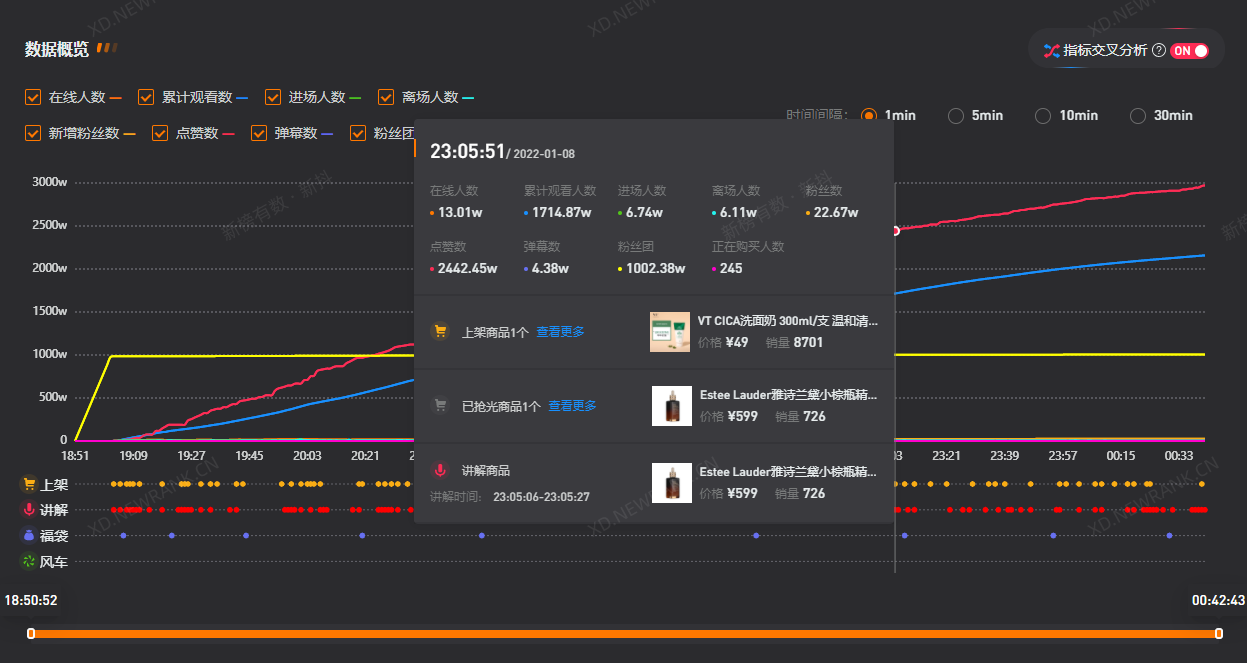 数据概览
指标交叉分析 ? ON
在线人数 累计观看数 进场人数 离场人数
时间间隔： 1min 5min 10min 30min
新增粉丝数 点赞数 弹幕数 粉丝团
23:05:51/ 2022-01-08
在线人数 累计观看人数 进场人数 离场人数 粉丝数
13.01w 1714.87w 6.74w 6.11w 22.67w
点赞数 弹幕数 粉丝团 正在购买人数
2442.45w 4.38w 1002.38w 245
上架商品1个 查看更多
VT CICA洗面奶 300ml/支 温和清...
价格 ¥49 销量 8701
已抢光商品1个 查看更多
Estee Lauder雅诗兰黛小棕瓶精...
价格 ¥599 销量 726
讲解商品
讲解时间: 23:05:06-23:05:27
Estee Lauder雅诗兰黛小棕瓶精...
价格 ¥599 销量 726
3000w
2500w
2000w
1500w
1000w
500w
0
18:51 19:09 19:27 19:45 20:03 20:21 2 03 23:21 23:39 23:57 00:15 00:33
上架
讲解
福袋
风车
18:50:52 00:42:43
XD.NEWRANK.CN
新榜有数·新抖